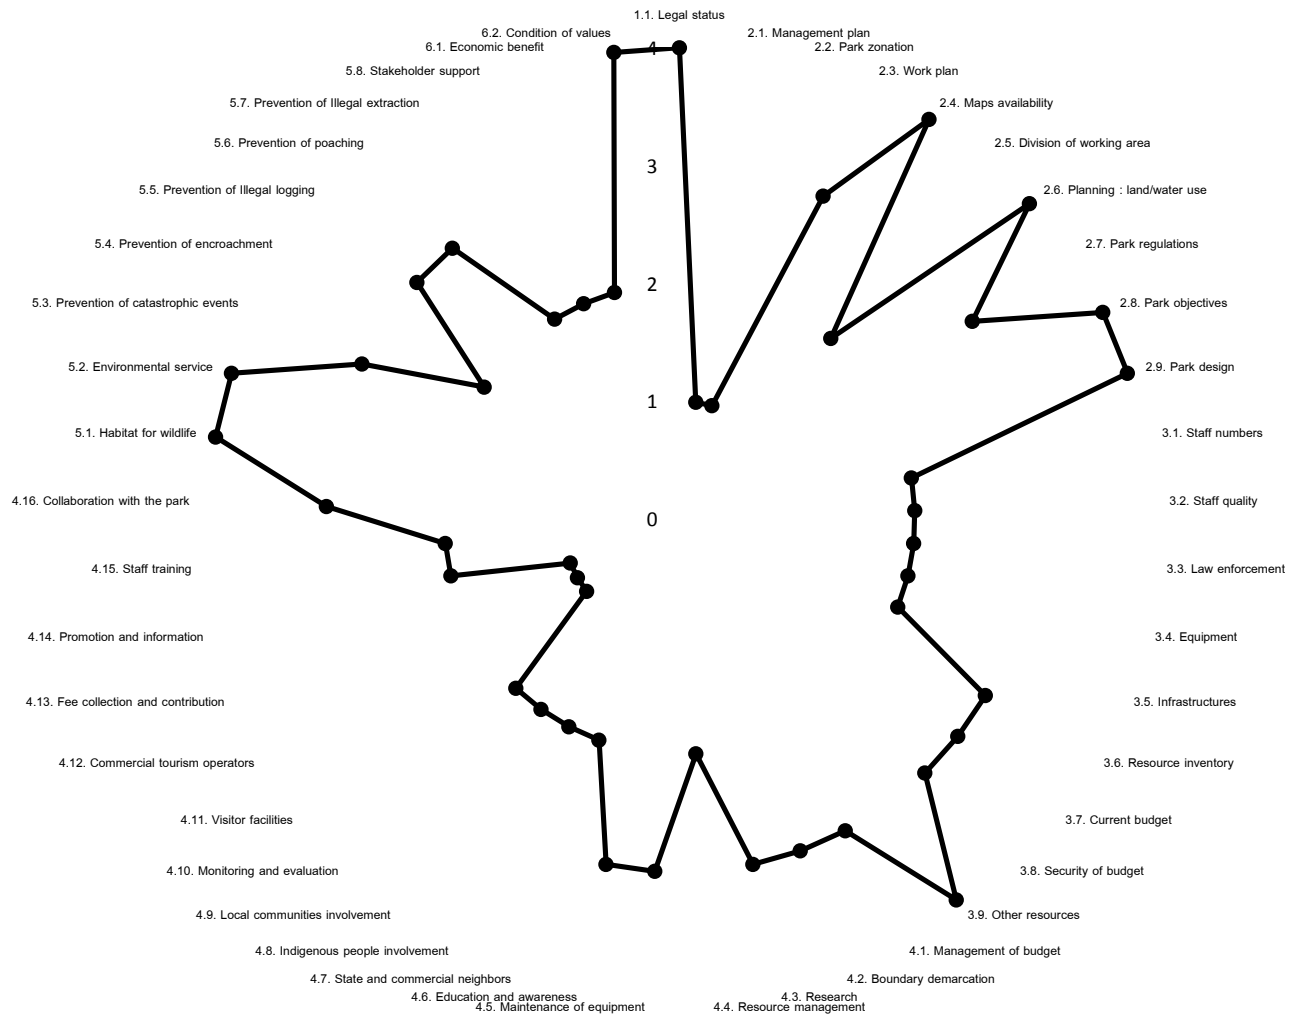 1.1. Legal status
2.1. Management plan
2.2. Park zonation
2.3. Work plan
2.4. Maps availability
2.5. Division of working area
2.6. Planning : land/water use
2.7. Park regulations
2.8. Park objectives
2.9. Park design
3.1. Staff numbers
3.2. Staff quality
3.3. Law enforcement
3.4. Equipment
3.5. Infrastructures
3.6. Resource inventory
3.7. Current budget
3.8. Security of budget
3.9. Other resources
4.1. Management of budget
4.2. Boundary demarcation
4.3. Research
4.4. Resource management
4.5. Maintenance of equipment
4.6. Education and awareness
4.7. State and commercial neighbors
4.8. Indigenous people involvement
4.9. Local communities involvement
4.10. Monitoring and evaluation
4.11. Visitor facilities
4.12. Commercial tourism operators
4.13. Fee collection and contribution
4.14. Promotion and information
4.15. Staff training
4.16. Collaboration with the park
5.1. Habitat for wildlife
5.2. Environmental service
5.3. Prevention of catastrophic events
5.4. Prevention of encroachment
5.5. Prevention of Illegal logging
5.6. Prevention of poaching
5.7. Prevention of Illegal extraction
5.8. Stakeholder support
6.1. Economic benefit
6.2. Condition of values
4
3
2
1
0